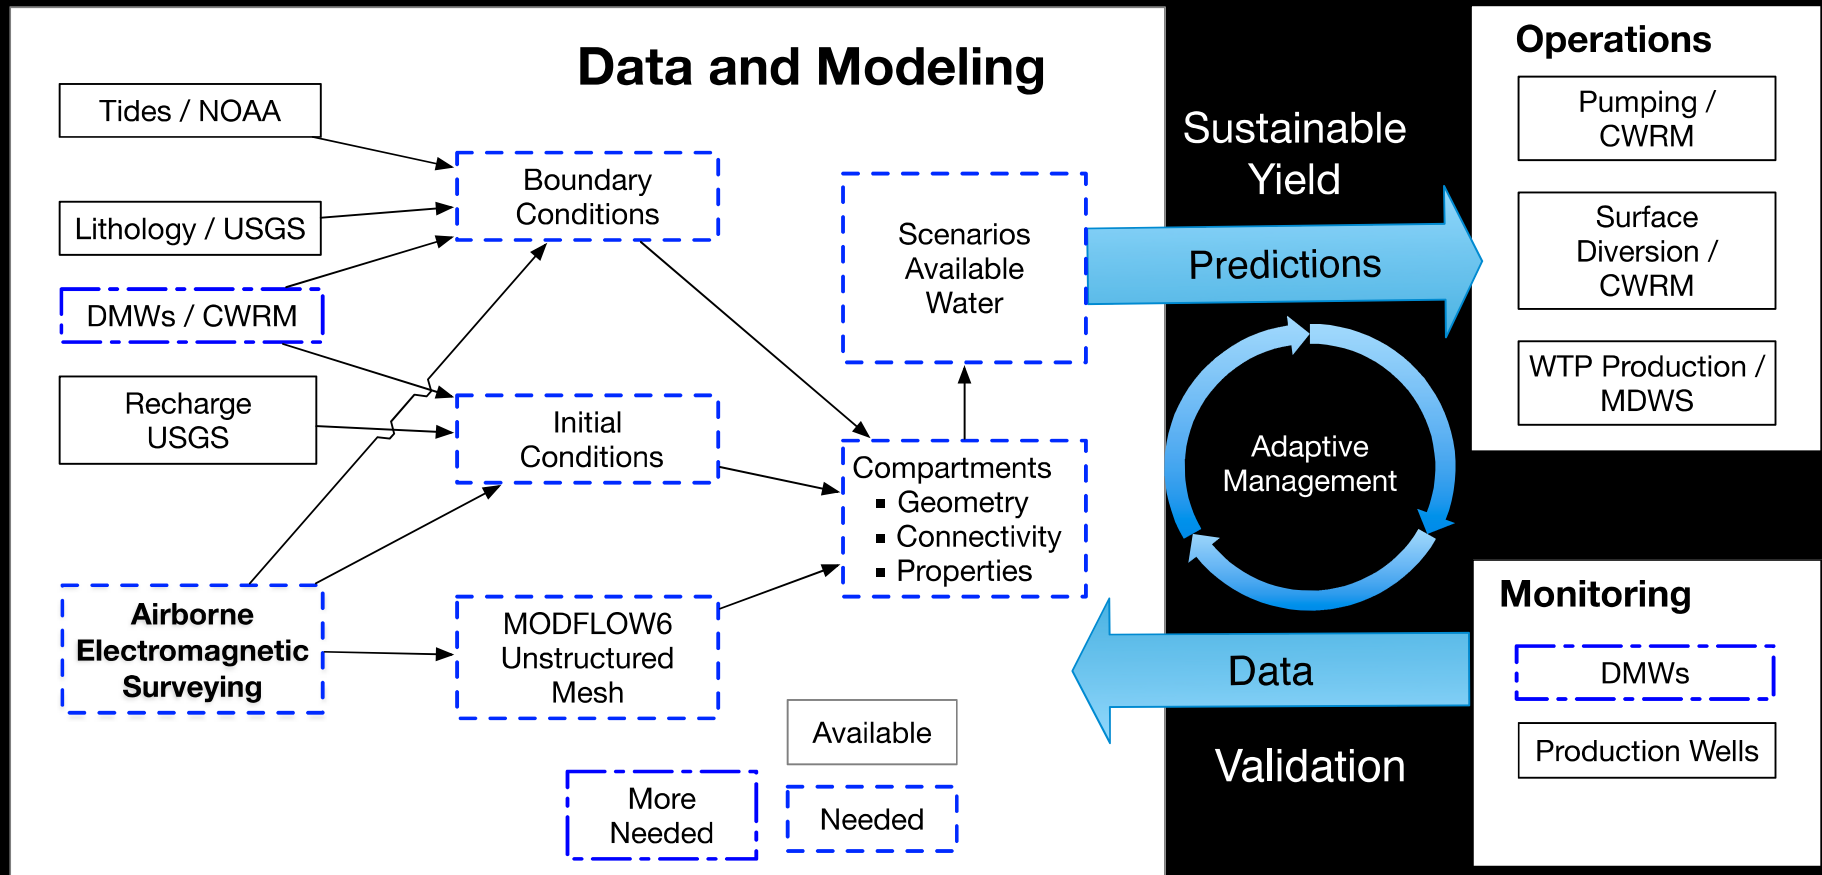 Data and Modeling
Tides / NOAA
Lithology / USGS
DMWs / CWRM
Recharge
USGS
Airborne
Electromagnetic
Surveying
Boundary
Conditions
Initial
Conditions
MODFLOW6
Unstructured
Mesh
Scenarios
Available
Water
Compartments
▪ Geometry
▪ Connectivity
▪ Properties
Available
More
Needed
Needed
Sustainable
Yield
Predictions
Adaptive
Management
Data
Validation
Operations
Pumping /
CWRM
Surface
Diversion /
CWRM
WTP Production /
MDWS
Monitoring
DMWs
Production Wells